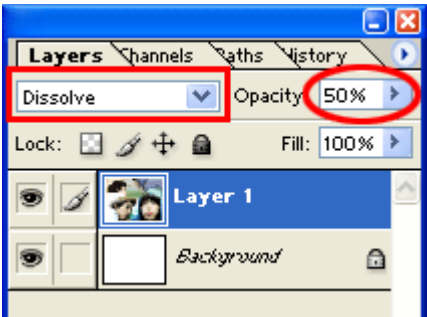 Layers Channels Paths History
Dissolve Opacity 50%
Lock: Fill: 100%
Layer 1
Background